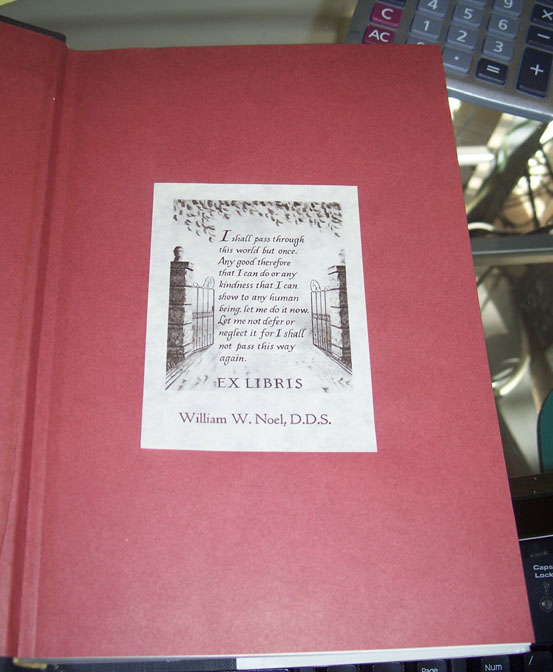 C
4
5
6
×
AC
1
2
3
−
0
.
=
+
I shall pass through
this world but once.
Any good therefore
that I can do or any
kindness that I can
show to any human
being, let me do it now.
Let me not defer or
neglect it for I shall
not pass this way
again.
EX LIBRIS
William W. Noel, D.D.S.
Caps
Lock
Page
Num